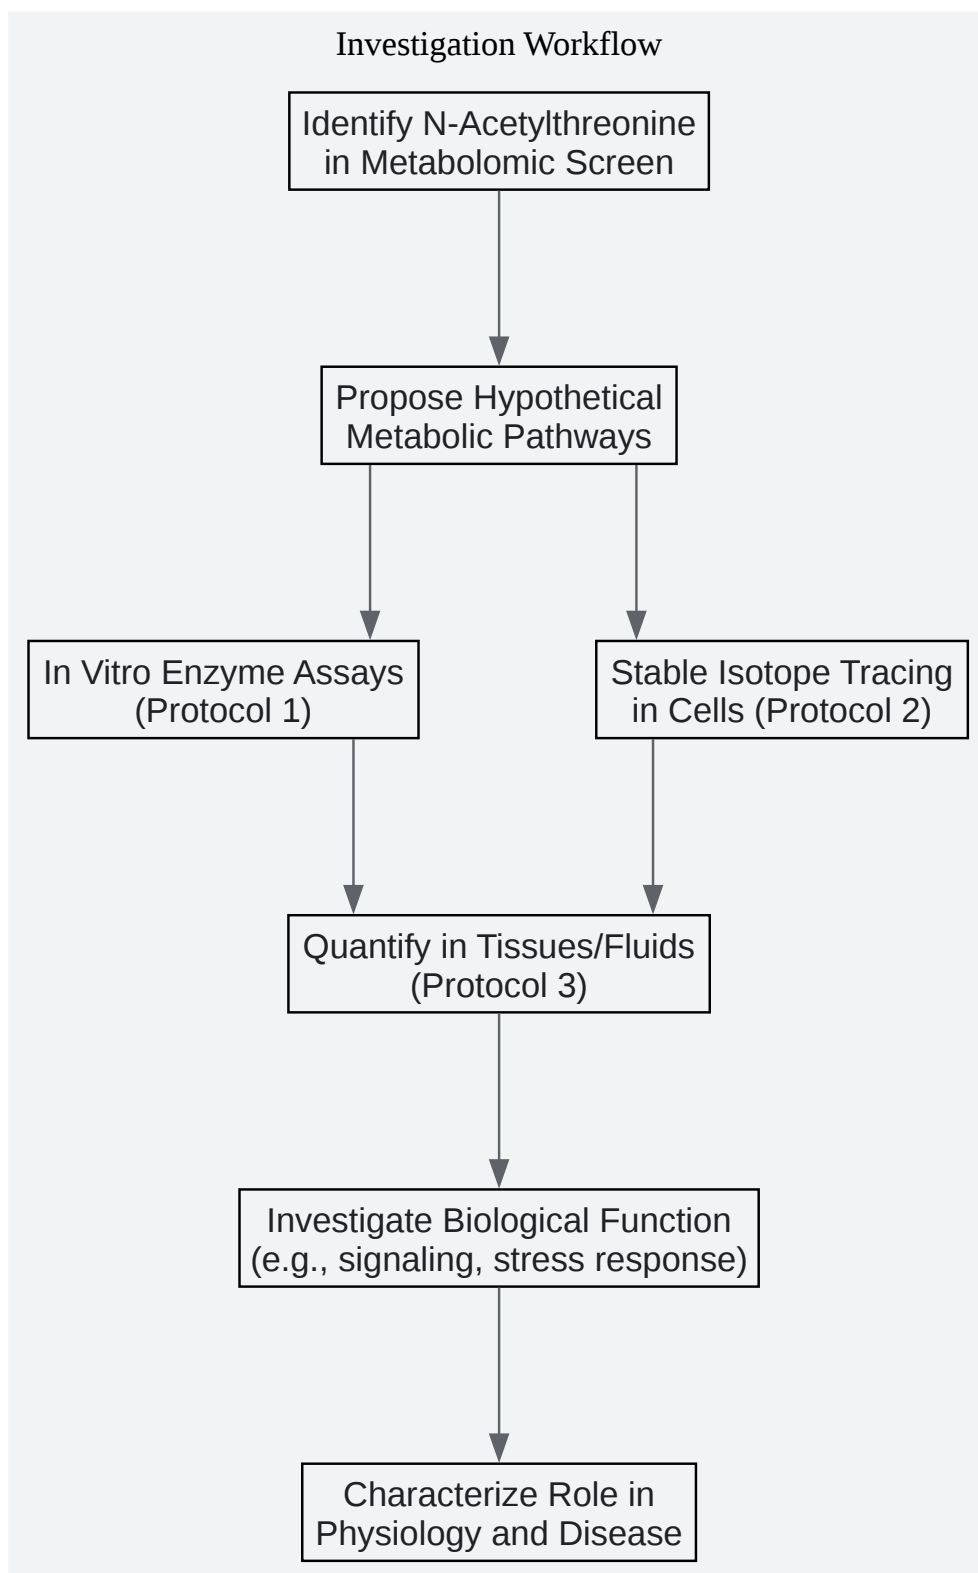 Investigation Workflow
Identify N-Acetylthreonine
in Metabolomic Screen
Propose Hypothetical
Metabolic Pathways
In Vitro Enzyme Assays
(Protocol 1)
Stable Isotope Tracing
in Cells (Protocol 2)
Quantify in Tissues/Fluids
(Protocol 3)
Investigate Biological Function
(e.g., signaling, stress response)
Characterize Role in
Physiology and Disease